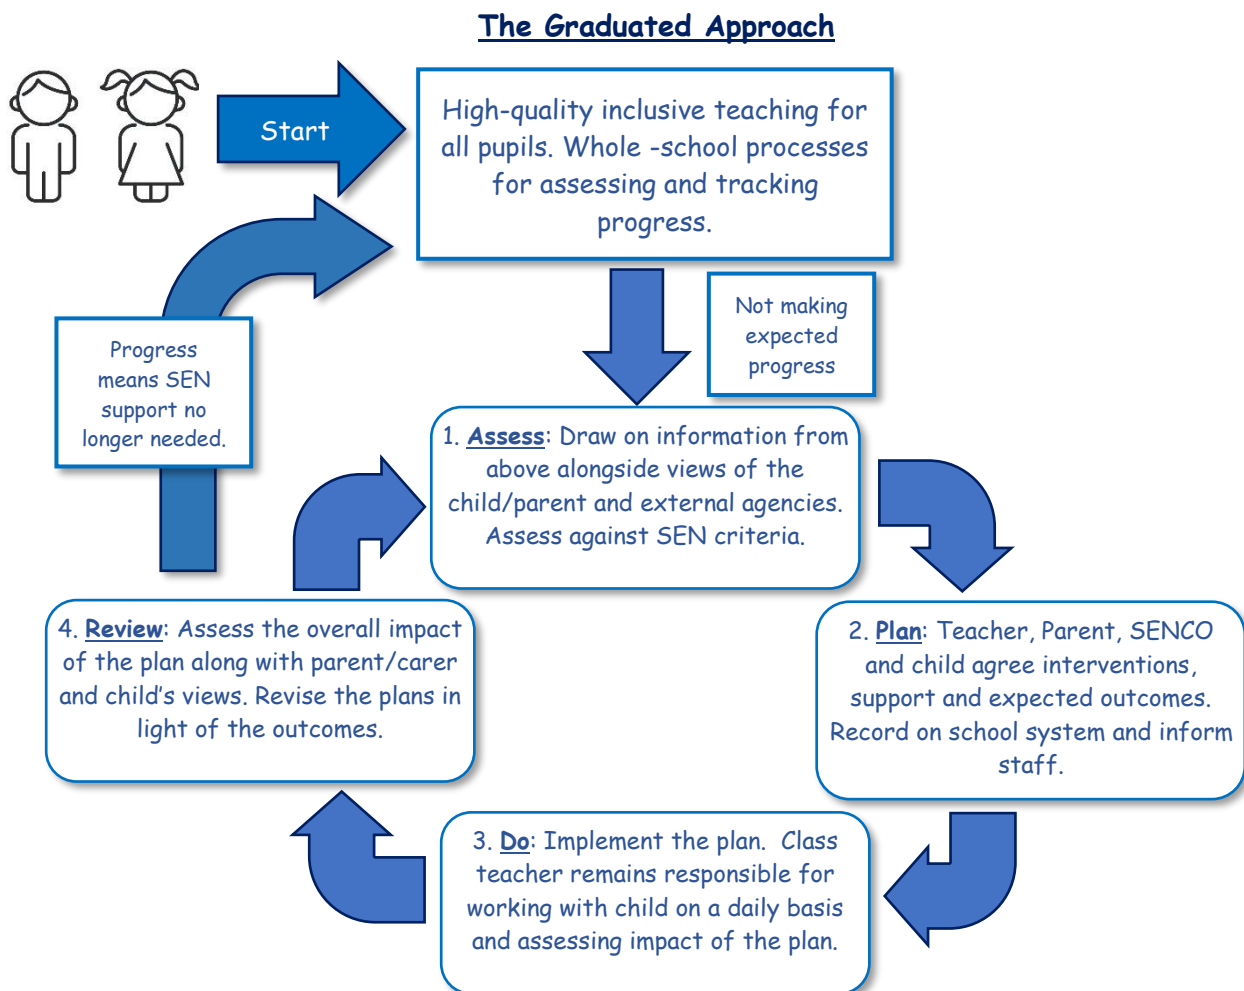 The Graduated Approach
Start
High-quality inclusive teaching for
all pupils. Whole -school processes
for assessing and tracking
progress.
Not making
expected
progress
Progress
means SEN
support no
longer needed.
1. Assess: Draw on information from
above alongside views of the
child/parent and external agencies.
Assess against SEN criteria.
2. Plan: Teacher, Parent, SENCO
and child agree interventions,
support and expected outcomes.
Record on school system and inform
staff.
3. Do: Implement the plan.  Class
teacher remains responsible for
working with child on a daily basis
and assessing impact of the plan.
4. Review: Assess the overall impact
of the plan along with parent/carer
and child’s views. Revise the plans in
light of the outcomes.